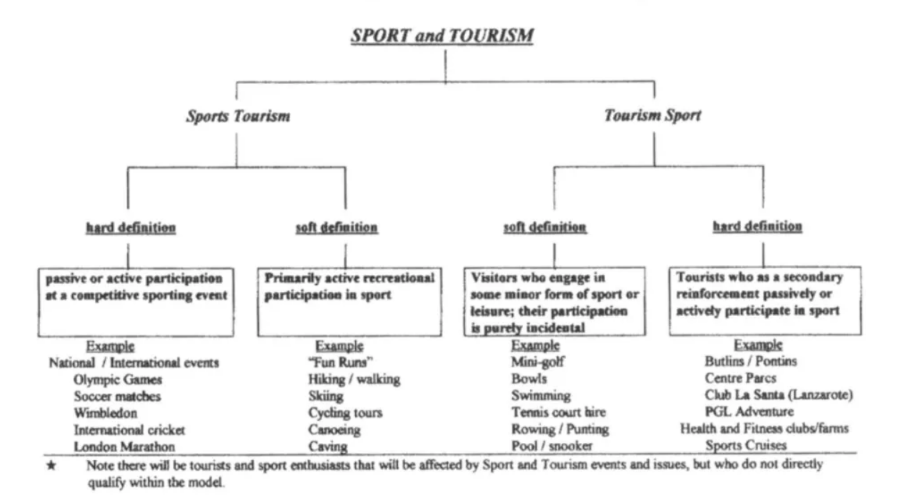 SPORT and TOURISM
Sports Tourism
Tourism Sport
hard definition
soft definition
soft definition
hard definition
passive or active participation
at a competitive sporting event
Primarily active recreational
participation in sport
Visitors who engage in
some minor form of sport or
leisure; their participation
is purely incidental
Tourists who as a secondary
reinforcement passively or
actively participate in sport
Example
National / International events
Olympic Games
Soccer matches
Wimbledon
International cricket
London Marathon
Example
"Fun Runs"
Hiking / walking
Skiing
Cycling tours
Canoeing
Caving
Example
Mini-golf
Bowls
Swimming
Tennis court hire
Rowing / Punting
Pool / snooker
Example
Butlins / Pontins
Centre Parcs
Club La Santa (Lanzarote)
PGL Adventure
Health and Fitness clubs/farms
Sports Cruises
★ Note there will be tourists and sport enthusiasts that will be affected by Sport and Tourism events and issues, but who do not directly
qualify within the model.